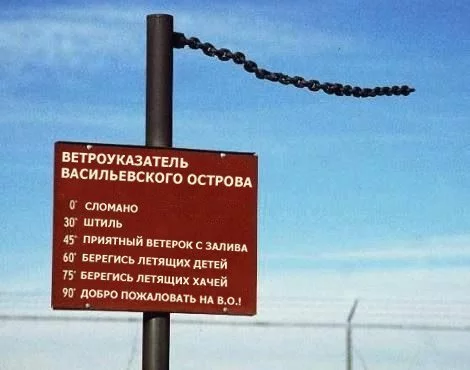 ВЕТРОУКАЗАТЕЛЬ
ВАСИЛЬЕВСКОГО ОСТРОВА
0° СЛОМАНО
30° ШТИЛЬ
45° ПРИЯТНЫЙ ВЕТЕРОК С ЗАЛИВА
60° БЕРЕГИСЬ ЛЕТЯЩИХ ДЕТЕЙ
75° БЕРЕГИСЬ ЛЕТЯЩИХ ХАЧЕЙ
90° ДОБРО ПОЖАЛОВАТЬ НА В.О.!